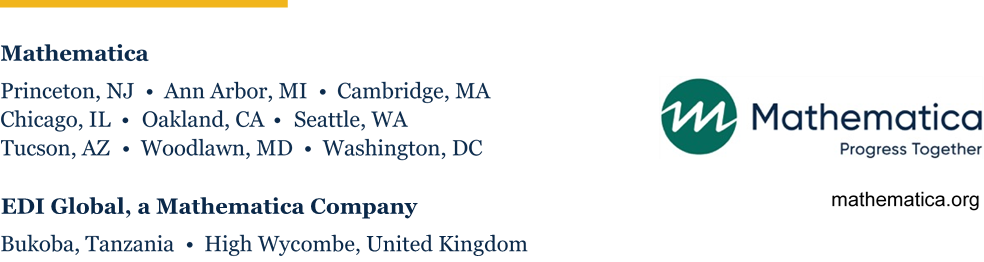 Mathematica
Princeton, NJ • Ann Arbor, MI • Cambridge, MA
Chicago, IL • Oakland, CA • Seattle, WA
Tucson, AZ • Woodlawn, MD • Washington, DC
EDI Global, a Mathematica Company
Bukoba, Tanzania • High Wycombe, United Kingdom
Mathematica
Progress Together
mathematica.org